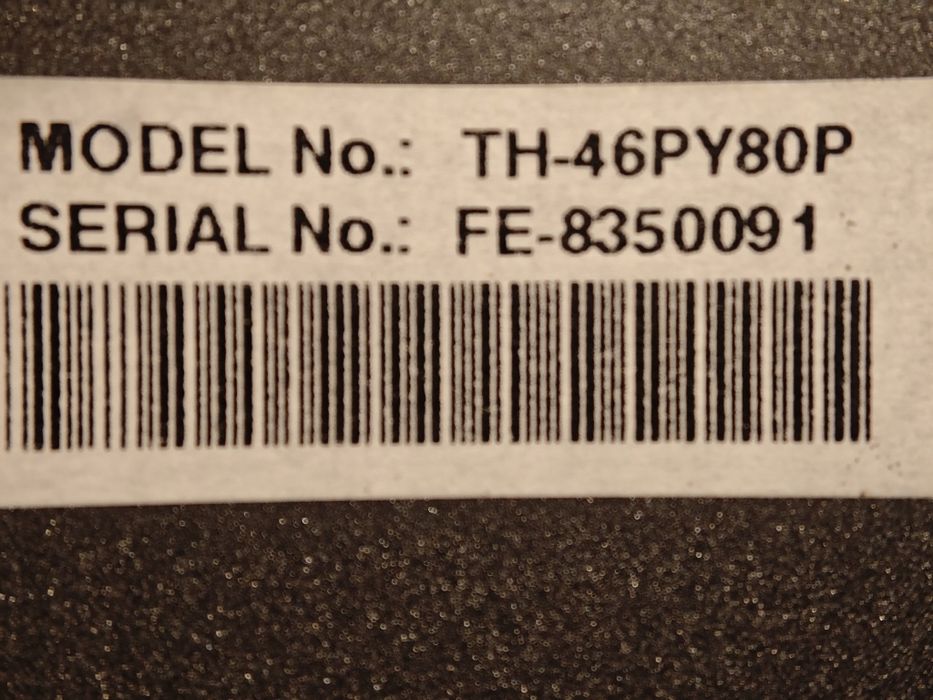 MODEL No.: TH-46PY80P
SERIAL No.: FE-8350091